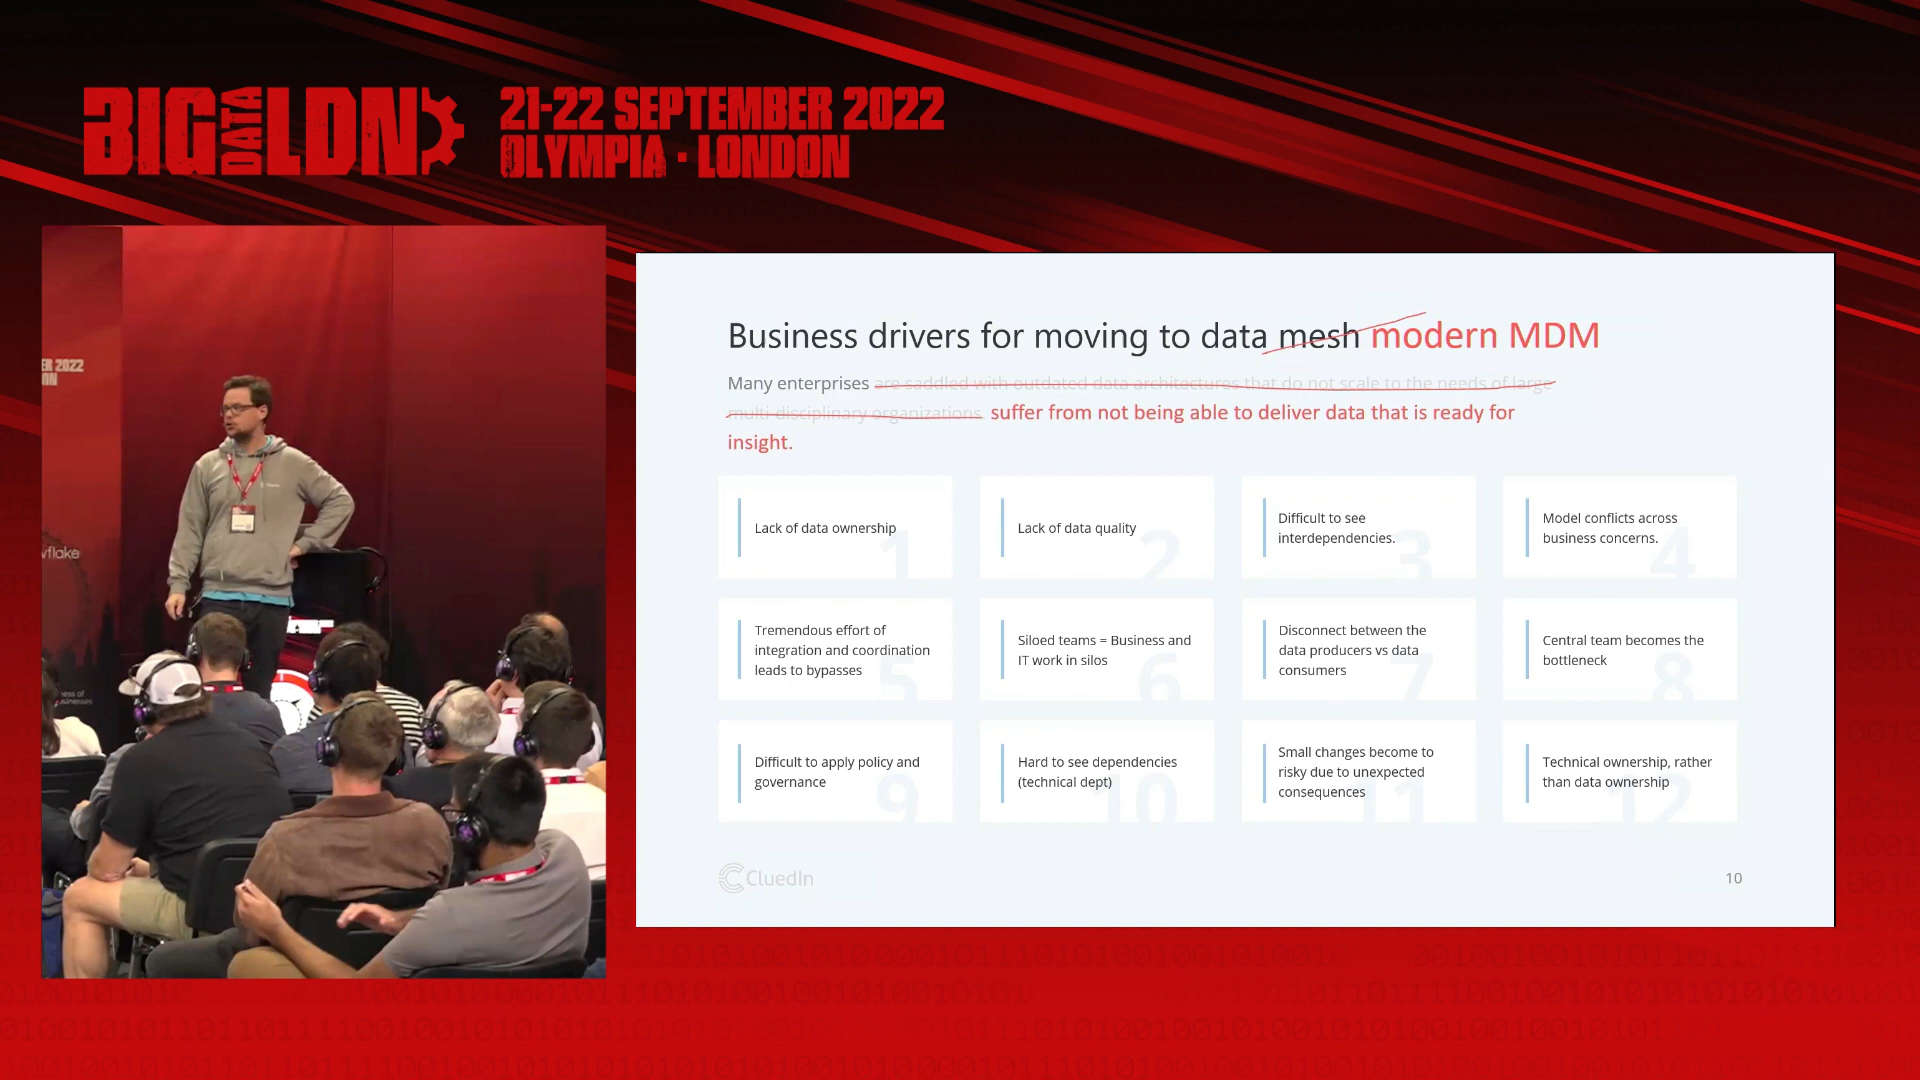 BIG DATA LDN
21-22 SEPTEMBER 2022
OLYMPIA · LONDON
ER 2022
wflake
ness of
Business drivers for moving to data mesh modern MDM
Many enterprises are saddled with outdated data architectures that do not scale to the needs of large
multi-disciplinary organizations. suffer from not being able to deliver data that is ready for
insight.
Lack of data ownership
1
Lack of data quality
2
Difficult to see
interdependencies.
3
Model conflicts across
business concerns.
4
Tremendous effort of
integration and coordination
leads to bypasses
5
Siloed teams = Business and
IT work in silos
6
Disconnect between the
data producers vs data
consumers
7
Central team becomes the
bottleneck
8
Difficult to apply policy and
governance
9
Hard to see dependencies
(technical dept)
10
Small changes become to
risky due to unexpected
consequences
11
Technical ownership, rather
than data ownership
12
CluedIn
10